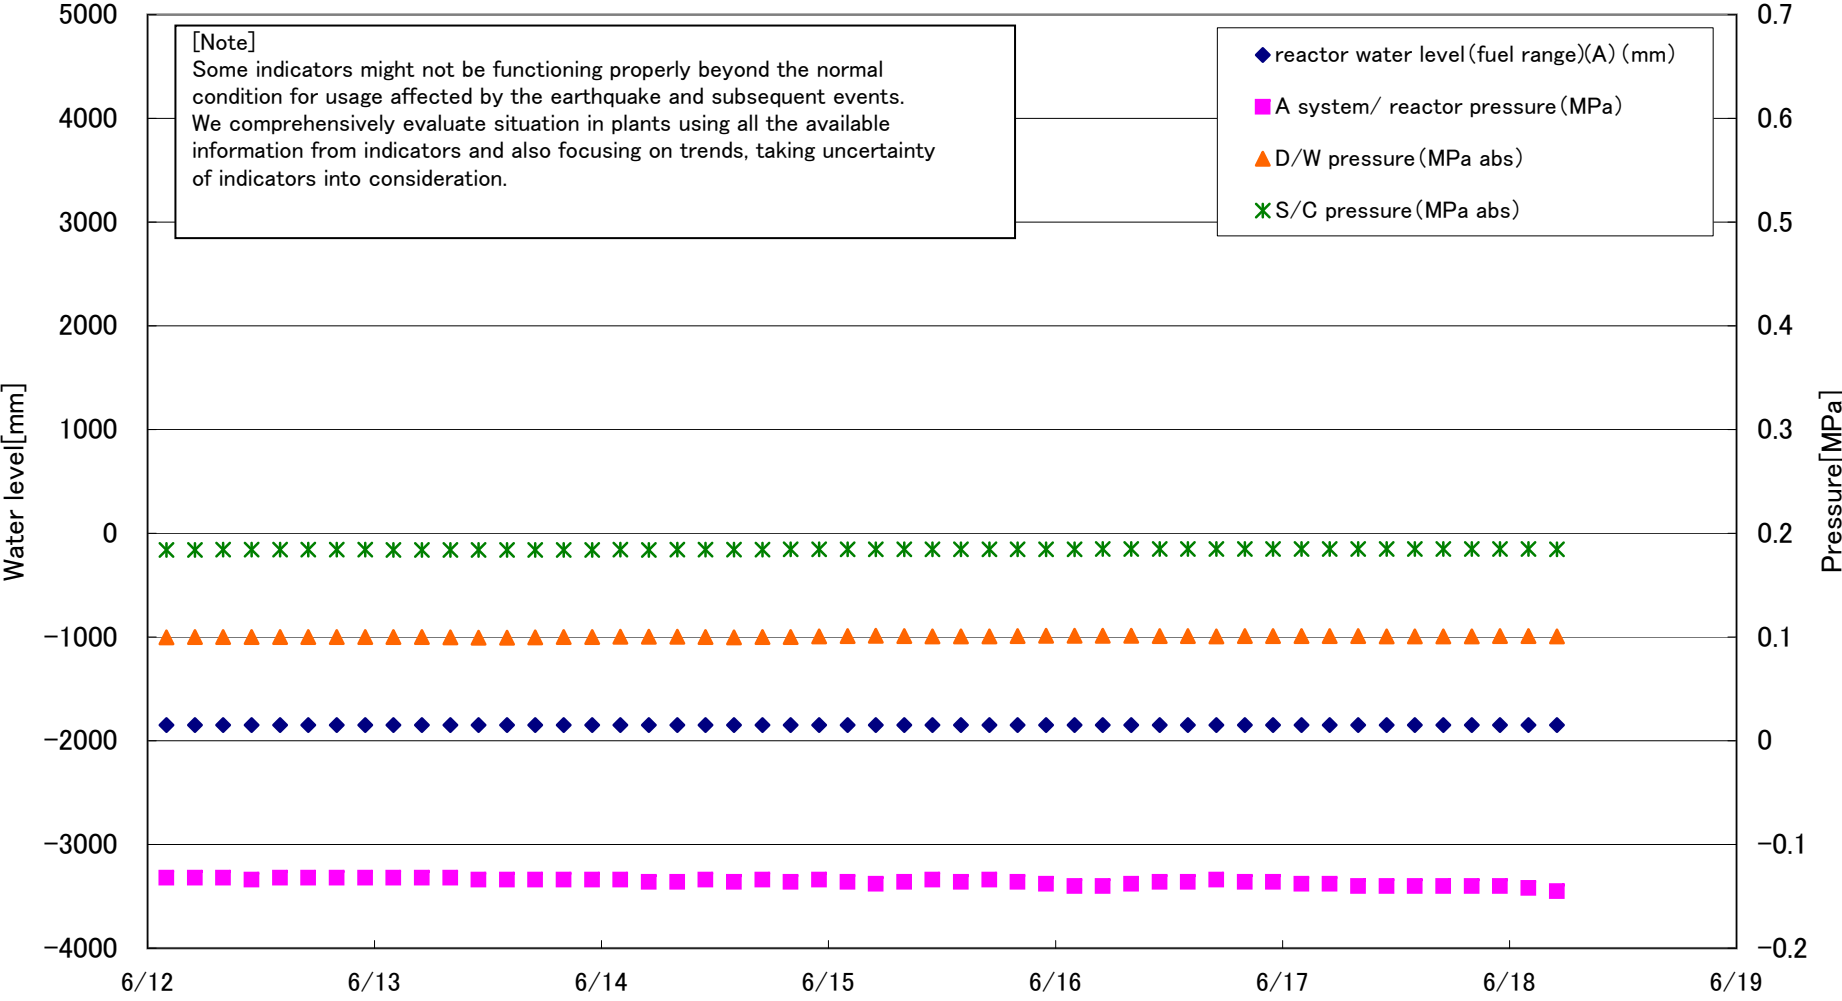 5000
4000
3000
2000
1000
0
-1000
-2000
-3000
-4000
Water level[mm]
[Note]
Some indicators might not be functioning properly beyond the normal
condition for usage affected by the earthquake and subsequent events.
We comprehensively evaluate situation in plants using all the available
information from indicators and also focusing on trends, taking uncertainty
of indicators into consideration.
reactor water level(fuel range)(A) (mm)
A system/ reactor pressure(MPa)
D/W pressure(MPa abs)
S/C pressure(MPa abs)
0.7
0.6
0.5
0.4
0.3
0.2
0.1
0
-0.1
-0.2
Pressure[MPa]
6/12 6/13 6/14 6/15 6/16 6/17 6/18 6/19